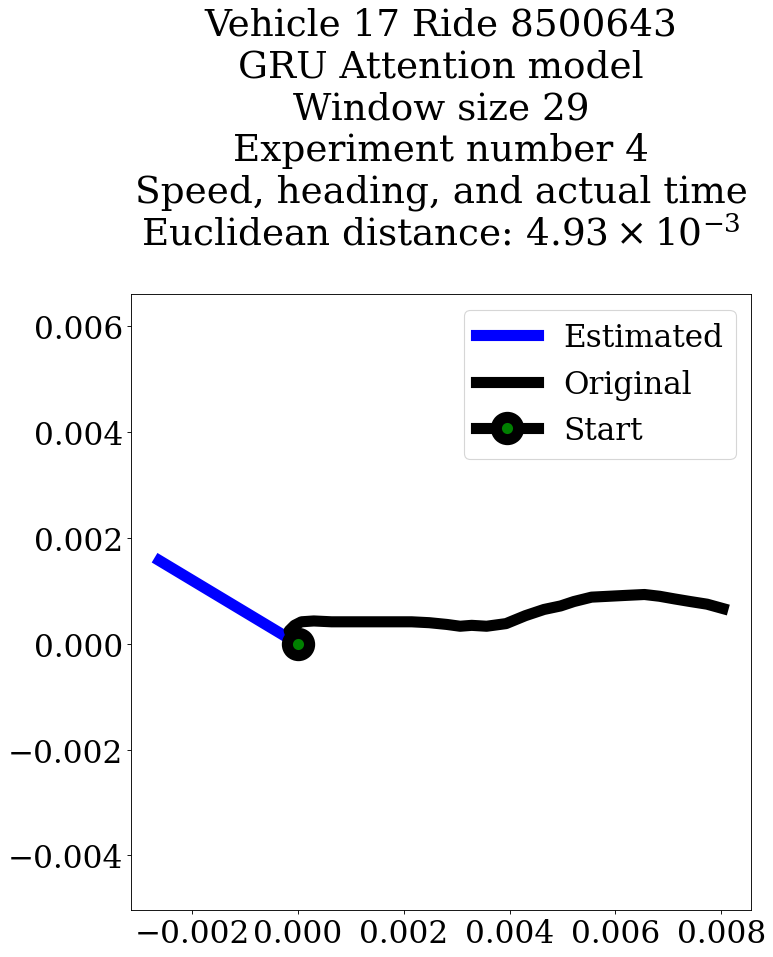 Vehicle 17 Ride 8500643
GRU Attention model
Window size 29
Experiment number 4
Speed, heading, and actual time
Euclidean distance: 4.93 × 10⁻³
Estimated
Original
Start
0.006
0.004
0.002
0.000
−0.002
−0.004
−0.002 0.000 0.002 0.004 0.006 0.008